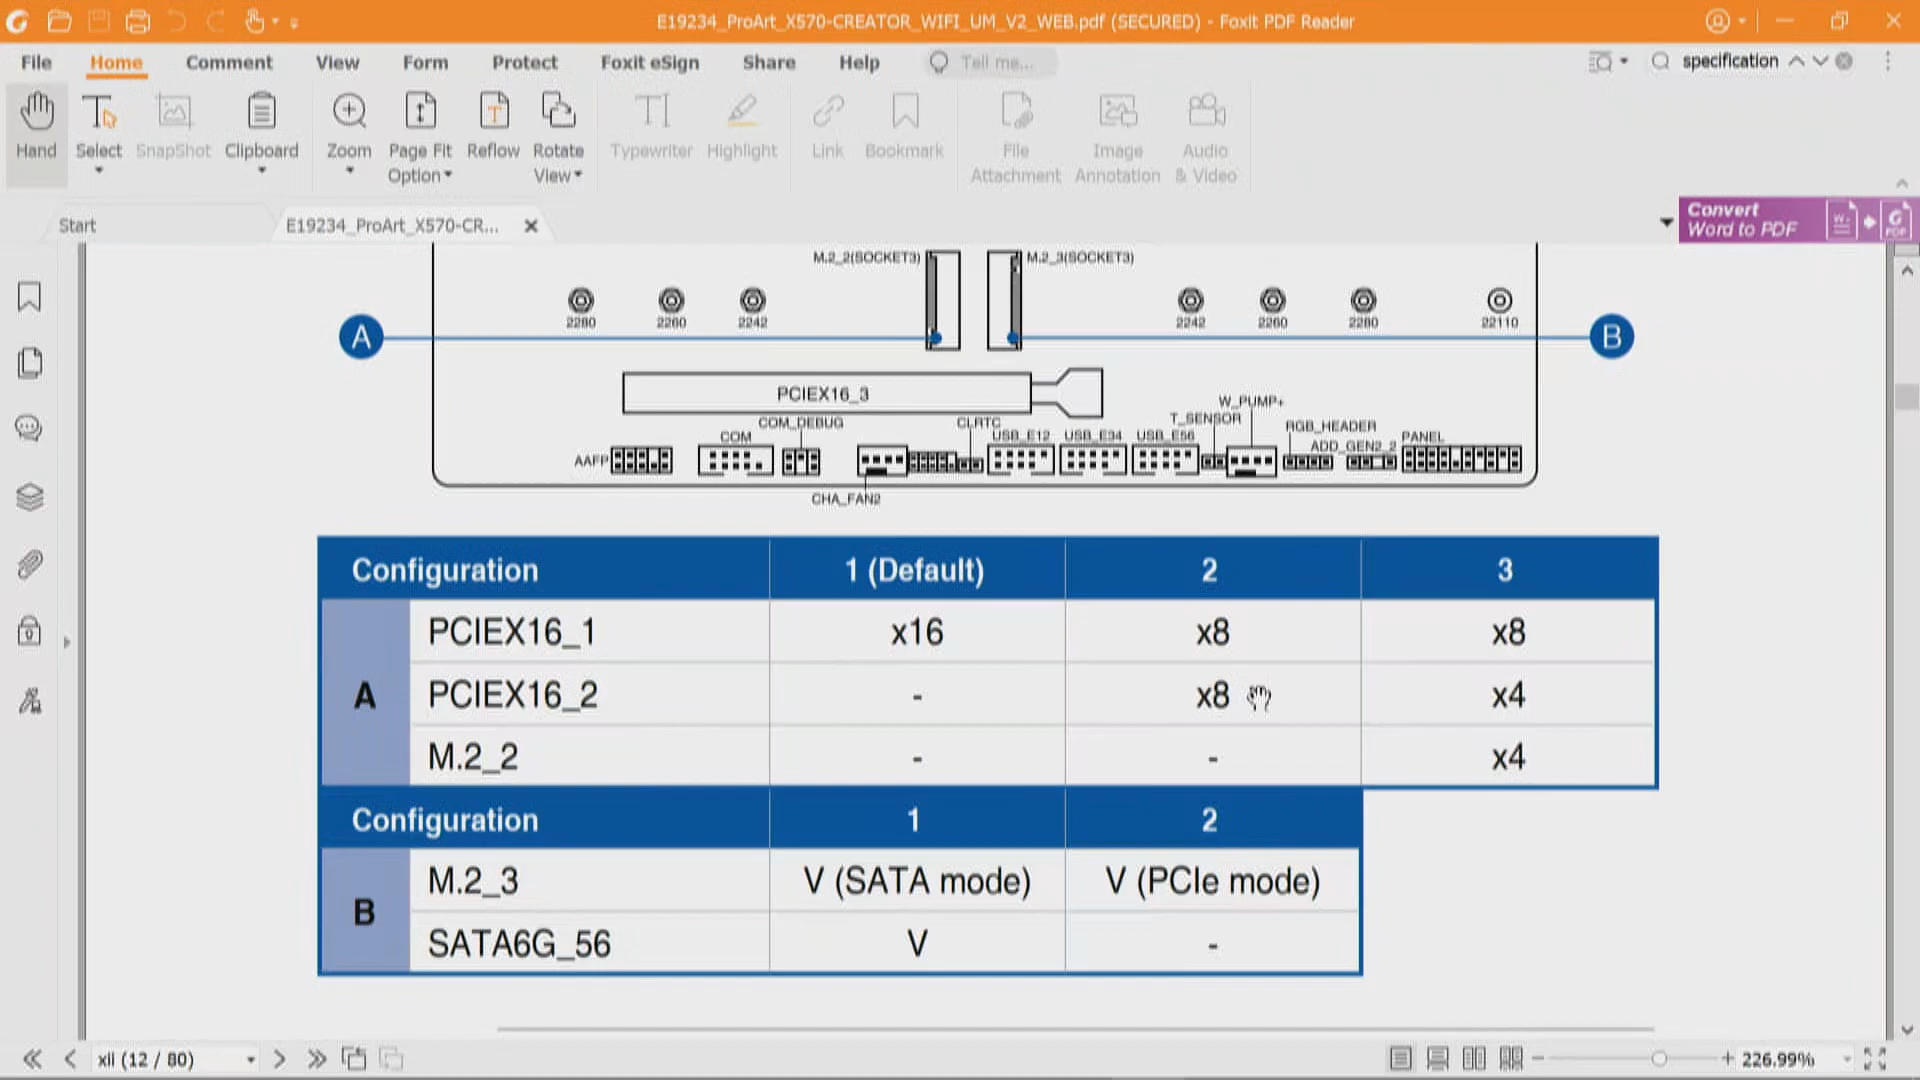 E19234_ProArt_X570-CREATOR_WIFI_UM_V2_WEB.pdf (SECURED) - Foxit PDF Reader
File Home Comment View Form Protect Foxit eSign Share Help Tell me... specification
Hand Select SnapShot Clipboard Zoom Page Fit Option Reflow Rotate View Typewriter Highlight Link Bookmark File Attachment Image Annotation Audio & Video
Start E19234_ProArt_X570-CR...
Convert
Word to PDF
M.2_2(SOCKET3) M.2_3(SOCKET3)
2280 2260 2242 2242 2260 2280 22110
A B
PCIEX16_3
W_PUMP+
COM_DEBUG CLRTC T_SENSOR RGB_HEADER
COM USB_E12 USB_E34 USB_E56 ADD_GEN2_2 PANEL
AAFP
CHA_FAN2
Configuration 1 (Default) 2 3
PCIEX16_1 x16 x8 x8
A PCIEX16_2 - x8 x4
M.2_2 - - x4
Configuration 1 2
M.2_3 V (SATA mode) V (PCIe mode)
B
SATA6G_56 V -
xii (12 / 80) 226.99%